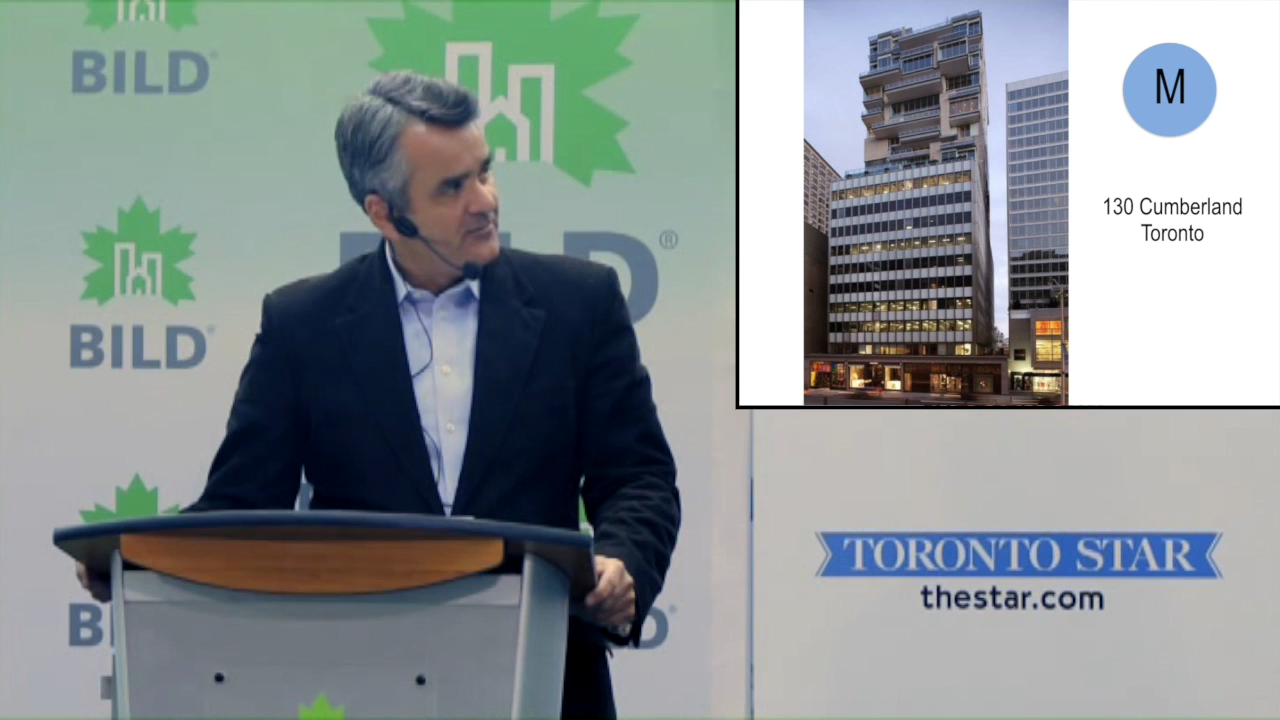 BILD®
BILD®
BILD®
B
D®
M
130 Cumberland
Toronto
TORONTO STAR
thestar.com